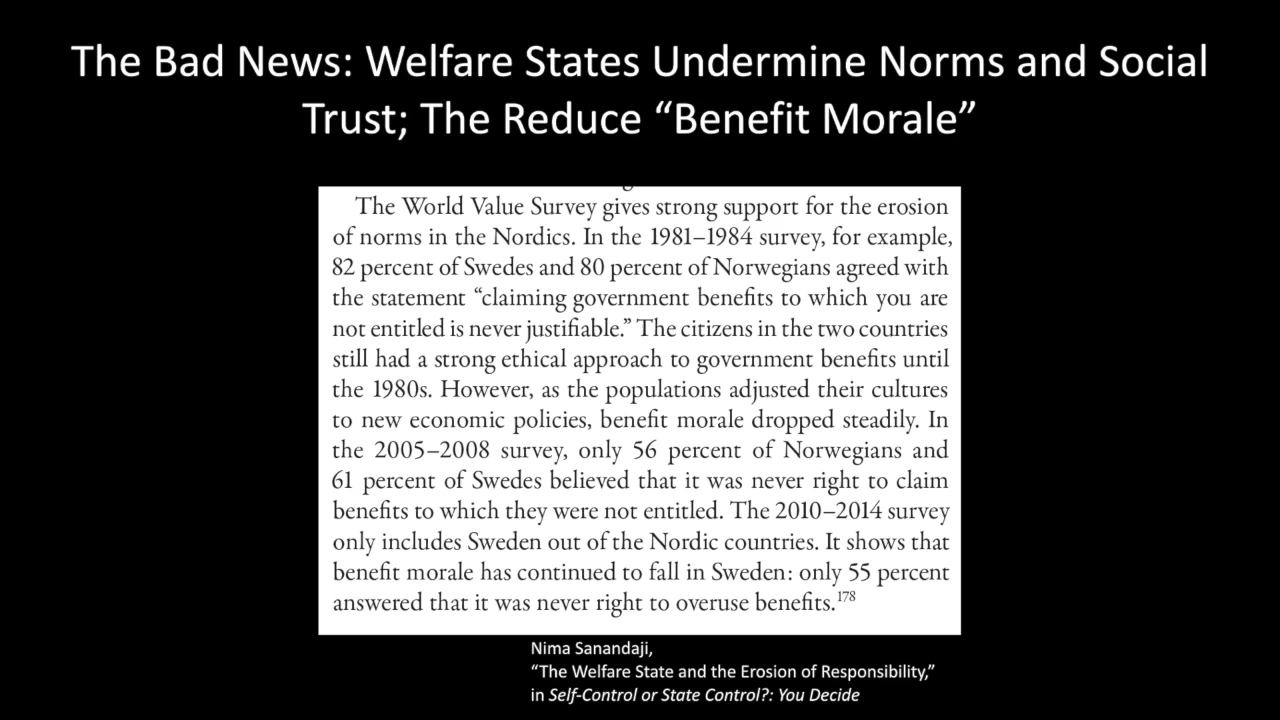 The Bad News: Welfare States Undermine Norms and Social
Trust; The Reduce “Benefit Morale”
The World Value Survey gives strong support for the erosion
of norms in the Nordics. In the 1981–1984 survey, for example,
82 percent of Swedes and 80 percent of Norwegians agreed with
the statement “claiming government benefits to which you are
not entitled is never justifiable.” The citizens in the two countries
still had a strong ethical approach to government benefits until
the 1980s. However, as the populations adjusted their cultures
to new economic policies, benefit morale dropped steadily. In
the 2005–2008 survey, only 56 percent of Norwegians and
61 percent of Swedes believed that it was never right to claim
benefits to which they were not entitled. The 2010–2014 survey
only includes Sweden out of the Nordic countries. It shows that
benefit morale has continued to fall in Sweden: only 55 percent
answered that it was never right to overuse benefits.178
Nima Sanandaji,
“The Welfare State and the Erosion of Responsibility,”
in Self-Control or State Control?: You Decide